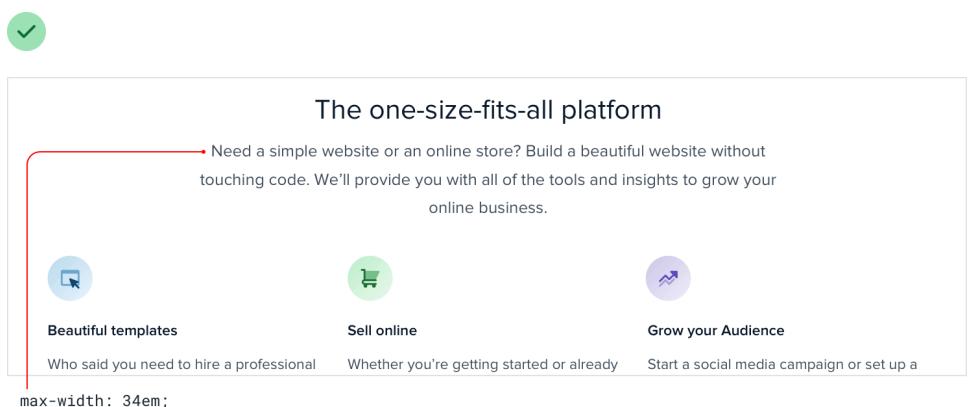 The one-size-fits-all platform
Need a simple website or an online store? Build a beautiful website without
touching code. We’ll provide you with all of the tools and insights to grow your
online business.
Beautiful templates
Sell online
Grow your Audience
Who said you need to hire a professional
Whether you’re getting started or already
Start a social media campaign or set up a
max-width: 34em;